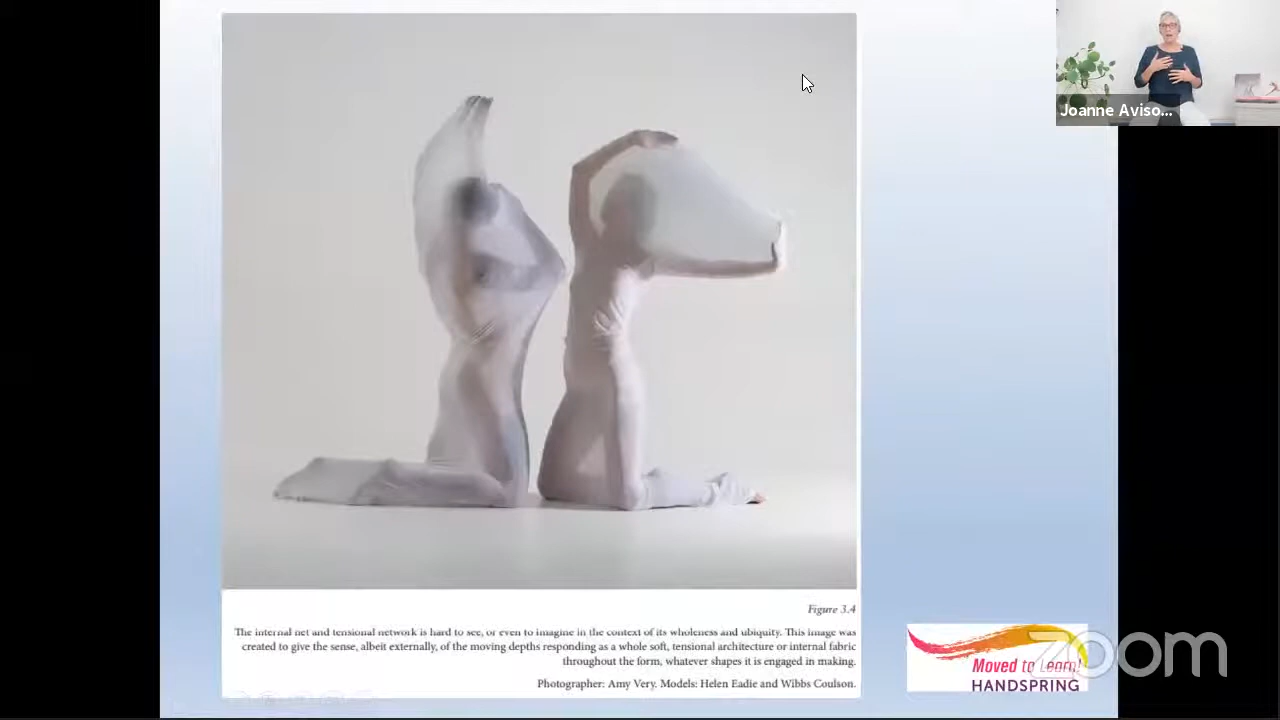 Joanne Aviso...
Figure 3.4
The internal net and tensional network is hard to see, or even to imagine in the context of its wholeness and ubiquity. This image was
created to give the sense, albeit externally, of the moving depths responding as a whole soft, tensional architecture or internal fabric
throughout the form, whatever shapes it is engaged in making.
Photographer: Amy Very. Models: Helen Eadie and Wibbs Coulson.
Moved to Learn!
HANDSPRING
zoom